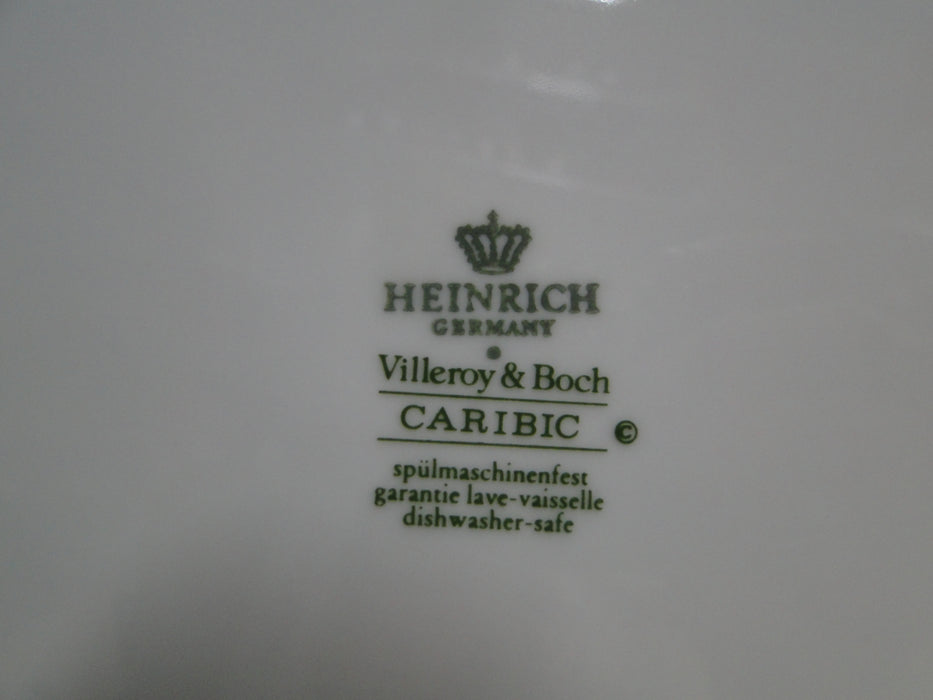 HEINRICH
GERMANY
Villeroy & Boch
CARIBIC ©
spülmaschinenfest
garantie lave-vaisselle
dishwasher-safe